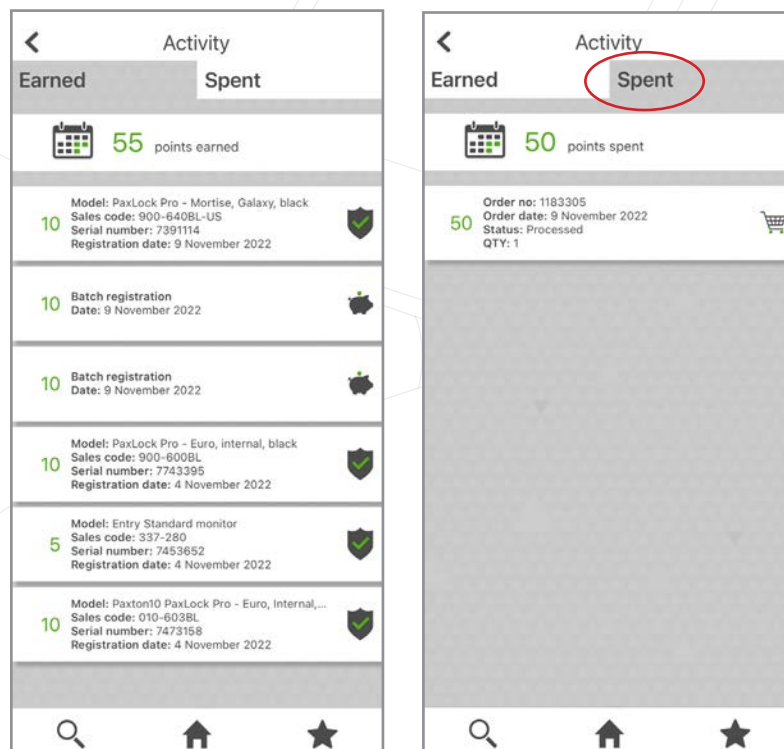 Activity
Earned Spent
55 points earned
Model: PaxLock Pro - Mortise, Galaxy, black
10 Sales code: 900-640BL-US
Serial number: 7391114
Registration date: 9 November 2022
10 Batch registration
Date: 9 November 2022
10 Batch registration
Date: 9 November 2022
Model: PaxLock Pro - Euro, internal, black
10 Sales code: 900-600BL
Serial number: 7743395
Registration date: 4 November 2022
Model: Entry Standard monitor
5 Sales code: 337-280
Serial number: 7453652
Registration date: 4 November 2022
Model: Paxton10 PaxLock Pro - Euro, Internal,...
10 Sales code: 010-603BL
Serial number: 7473158
Registration date: 4 November 2022
Activity
Earned Spent
50 points spent
Order no: 1183305
50 Order date: 9 November 2022
Status: Processed
QTY: 1